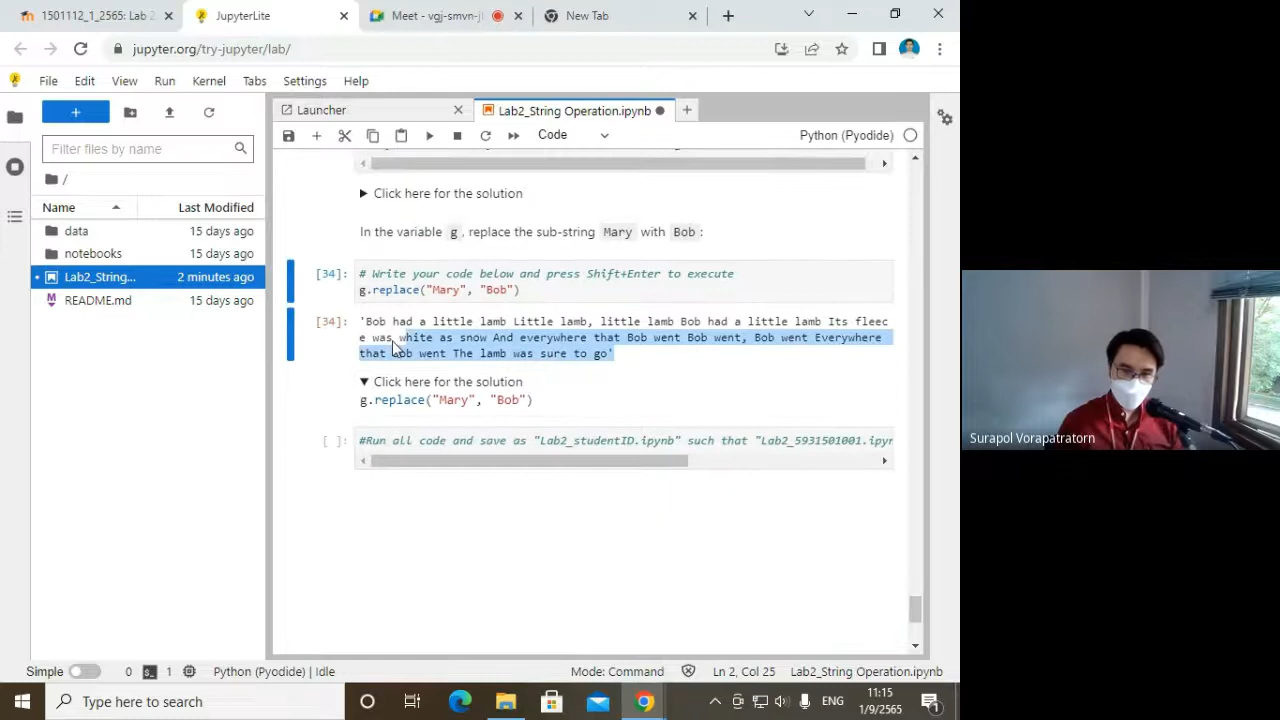 1501112_1_2565: Lab 2
JupyterLite
Meet - vgj-smvn-j
New Tab
jupyter.org/try-jupyter/lab/
File Edit View Run Kernel Tabs Settings Help
Launcher
Lab2_String Operation.ipynb
Code
Python (Pyodide)
Filter files by name
/
Name Last Modified
data 15 days ago
notebooks 15 days ago
Lab2_String... 2 minutes ago
README.md 15 days ago
Click here for the solution
In the variable g, replace the sub-string Mary with Bob:
[34]: # Write your code below and press Shift+Enter to execute
g.replace("Mary", "Bob")
[34]: 'Bob had a little lamb Little lamb, little lamb Bob had a little lamb Its fleec
e was white as snow And everywhere that Bob went Bob went, Bob went Everywhere
that Bob went The lamb was sure to go'
Click here for the solution
g.replace("Mary", "Bob")
[ ]: #Run all code and save as "Lab2_studentID.ipynb" such that "Lab2_5931501001.ipyn
Surapol Vorapatratorn
Simple 0 1 Python (Pyodide) | Idle
Mode: Command Ln 2, Col 25 Lab2_String Operation.ipynb
Type here to search
ENG
11:15
1/9/2565
1